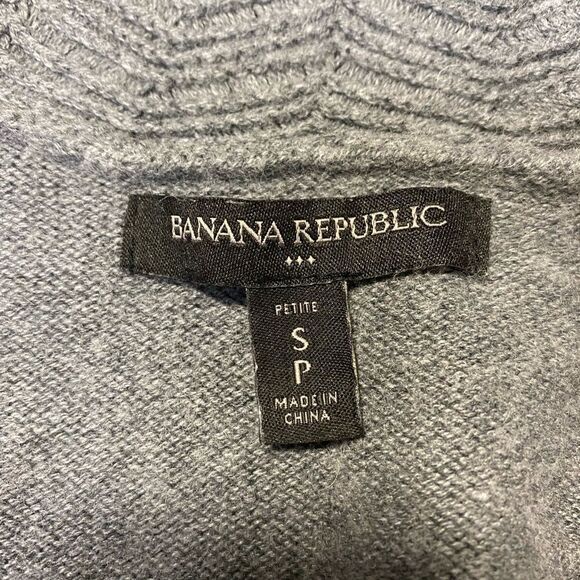 BANANA REPUBLIC
PETITE
S
P
MADE IN
CHINA